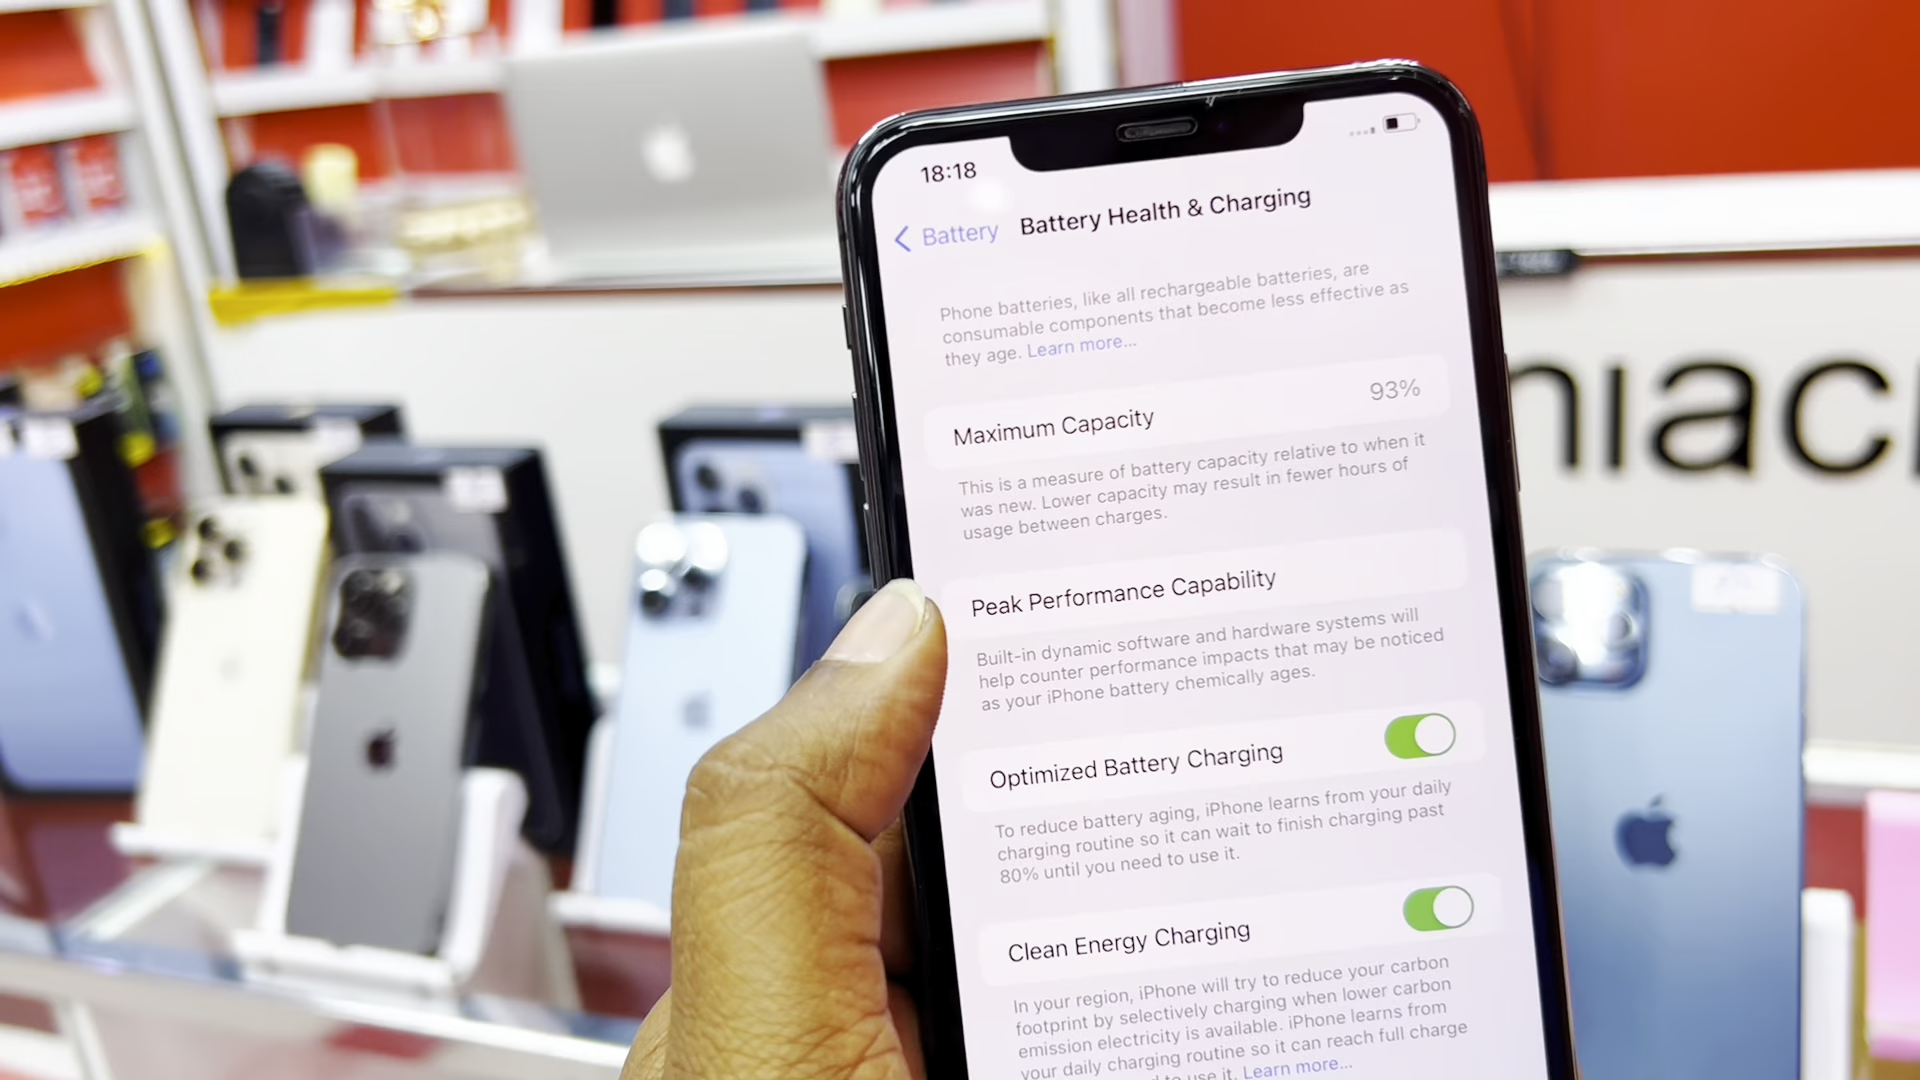 18:18
Battery
Battery Health & Charging
Phone batteries, like all rechargeable batteries, are
consumable components that become less effective as
they age. Learn more...
Maximum Capacity
93%
This is a measure of battery capacity relative to when it
was new. Lower capacity may result in fewer hours of
usage between charges.
Peak Performance Capability
Built-in dynamic software and hardware systems will
help counter performance impacts that may be noticed
as your iPhone battery chemically ages.
Optimized Battery Charging
To reduce battery aging, iPhone learns from your daily
charging routine so it can wait to finish charging past
80% until you need to use it.
Clean Energy Charging
In your region, iPhone will try to reduce your carbon
footprint by selectively charging when lower carbon
emission electricity is available. iPhone learns from
your daily charging routine so it can reach full charge
to use it. Learn more...